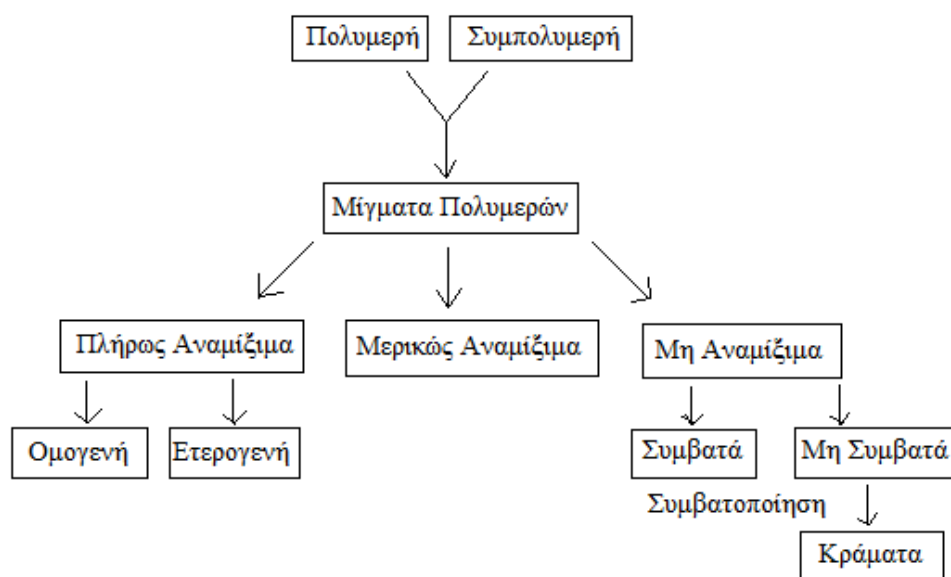 Πολυμερή
Συμπολυμερή
Μίγματα Πολυμερών
Πλήρως Αναμίξιμα
Μερικώς Αναμίξιμα
Μη Αναμίξιμα
Ομογενή
Ετερογενή
Συμβατά
Μη Συμβατά
Συμβατοποίηση
Κράματα